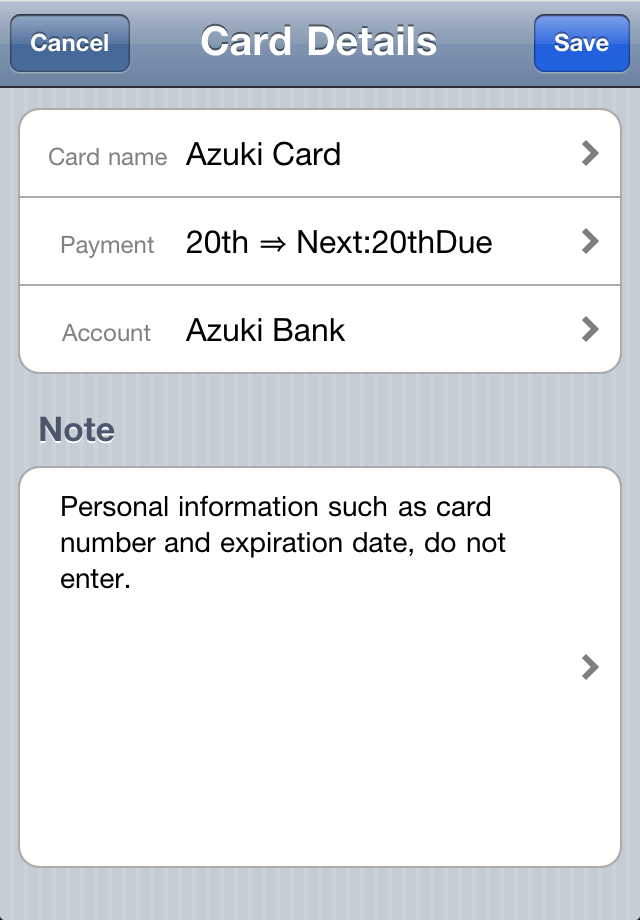 Cancel Card Details Save
Card name Azuki Card
Payment 20th ⇒ Next:20thDue
Account Azuki Bank
Note
Personal information such as card
number and expiration date, do not
enter.